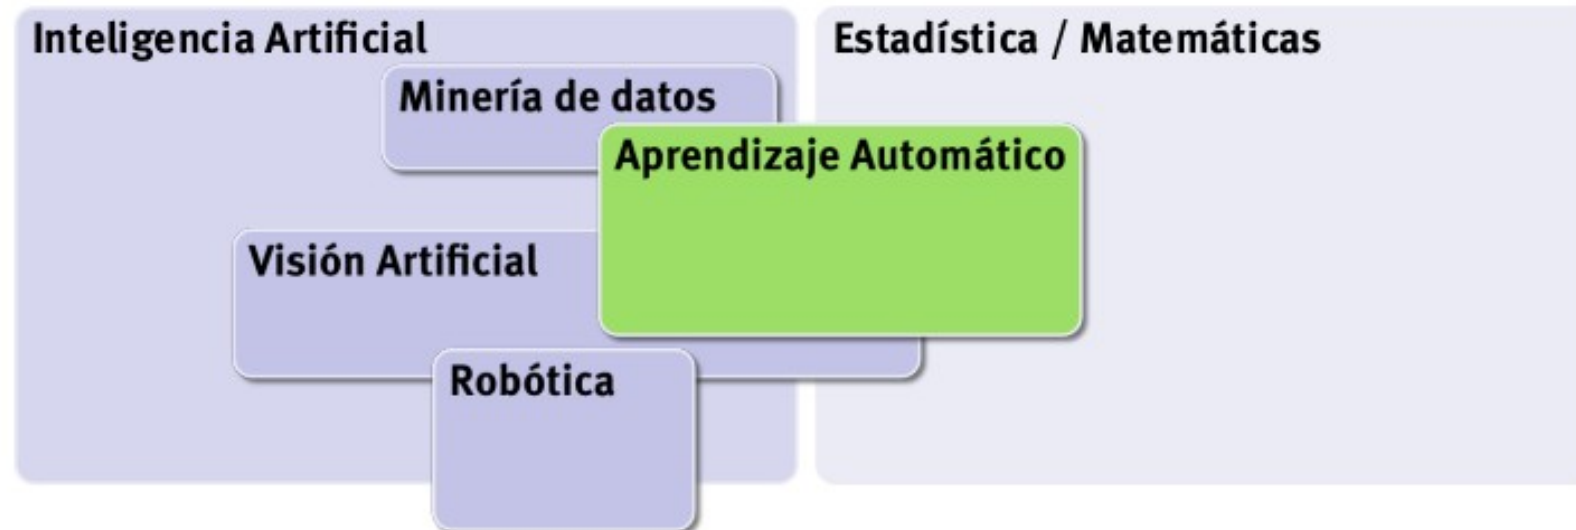 Inteligencia Artificial
Estadística / Matemáticas
Minería de datos
Aprendizaje Automático
Visión Artificial
Robótica